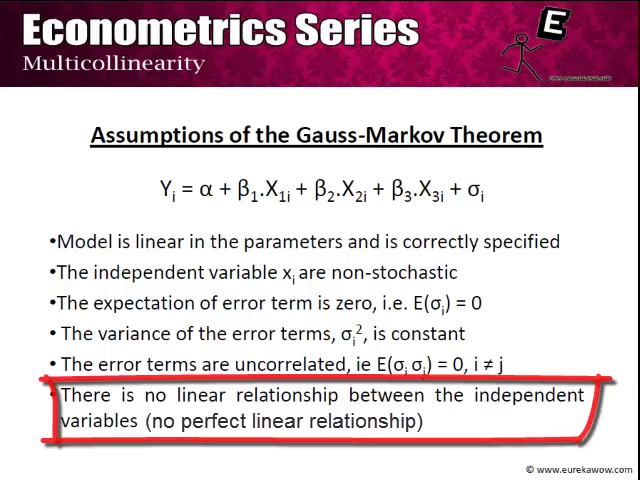 Econometrics Series
Multicollinearity
E
Assumptions of the Gauss-Markov Theorem
Yᵢ = α + β₁.X₁ᵢ + β₂.X₂ᵢ + β₃.X₃ᵢ + σᵢ
•Model is linear in the parameters and is correctly specified
•The independent variable xᵢ are non-stochastic
•The expectation of error term is zero, i.e. E(σᵢ) = 0
• The variance of the error terms, σᵢ², is constant
•The error terms are uncorrelated, ie E(σᵢ σⱼ) = 0, i ≠ j
• There is no linear relationship between the independent
variables (no perfect linear relationship)
© www.eurekawow.com